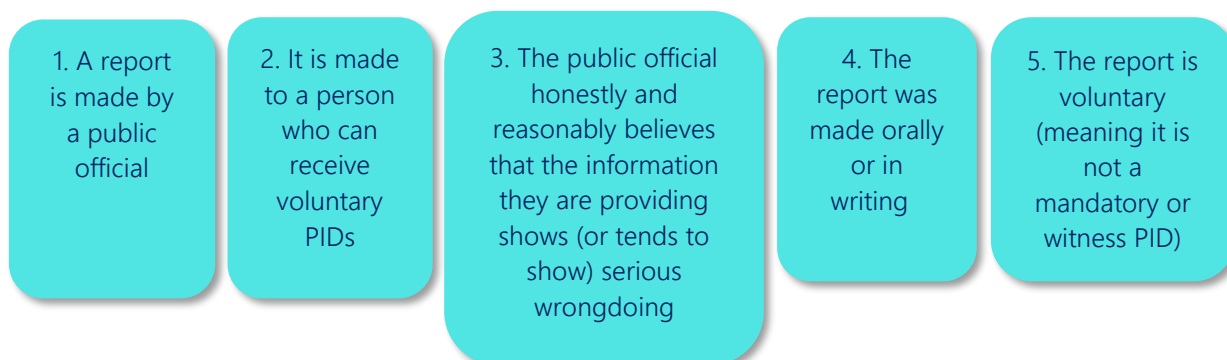 1. A report
is made by
a public
official
2. It is made
to a person
who can
receive
voluntary
PIDs
3. The public official
honestly and
reasonably believes
that the information
they are providing
shows (or tends to
show) serious
wrongdoing
4. The
report was
made orally
or in
writing
5. The report is
voluntary
(meaning it is
not a
mandatory or
witness PID)